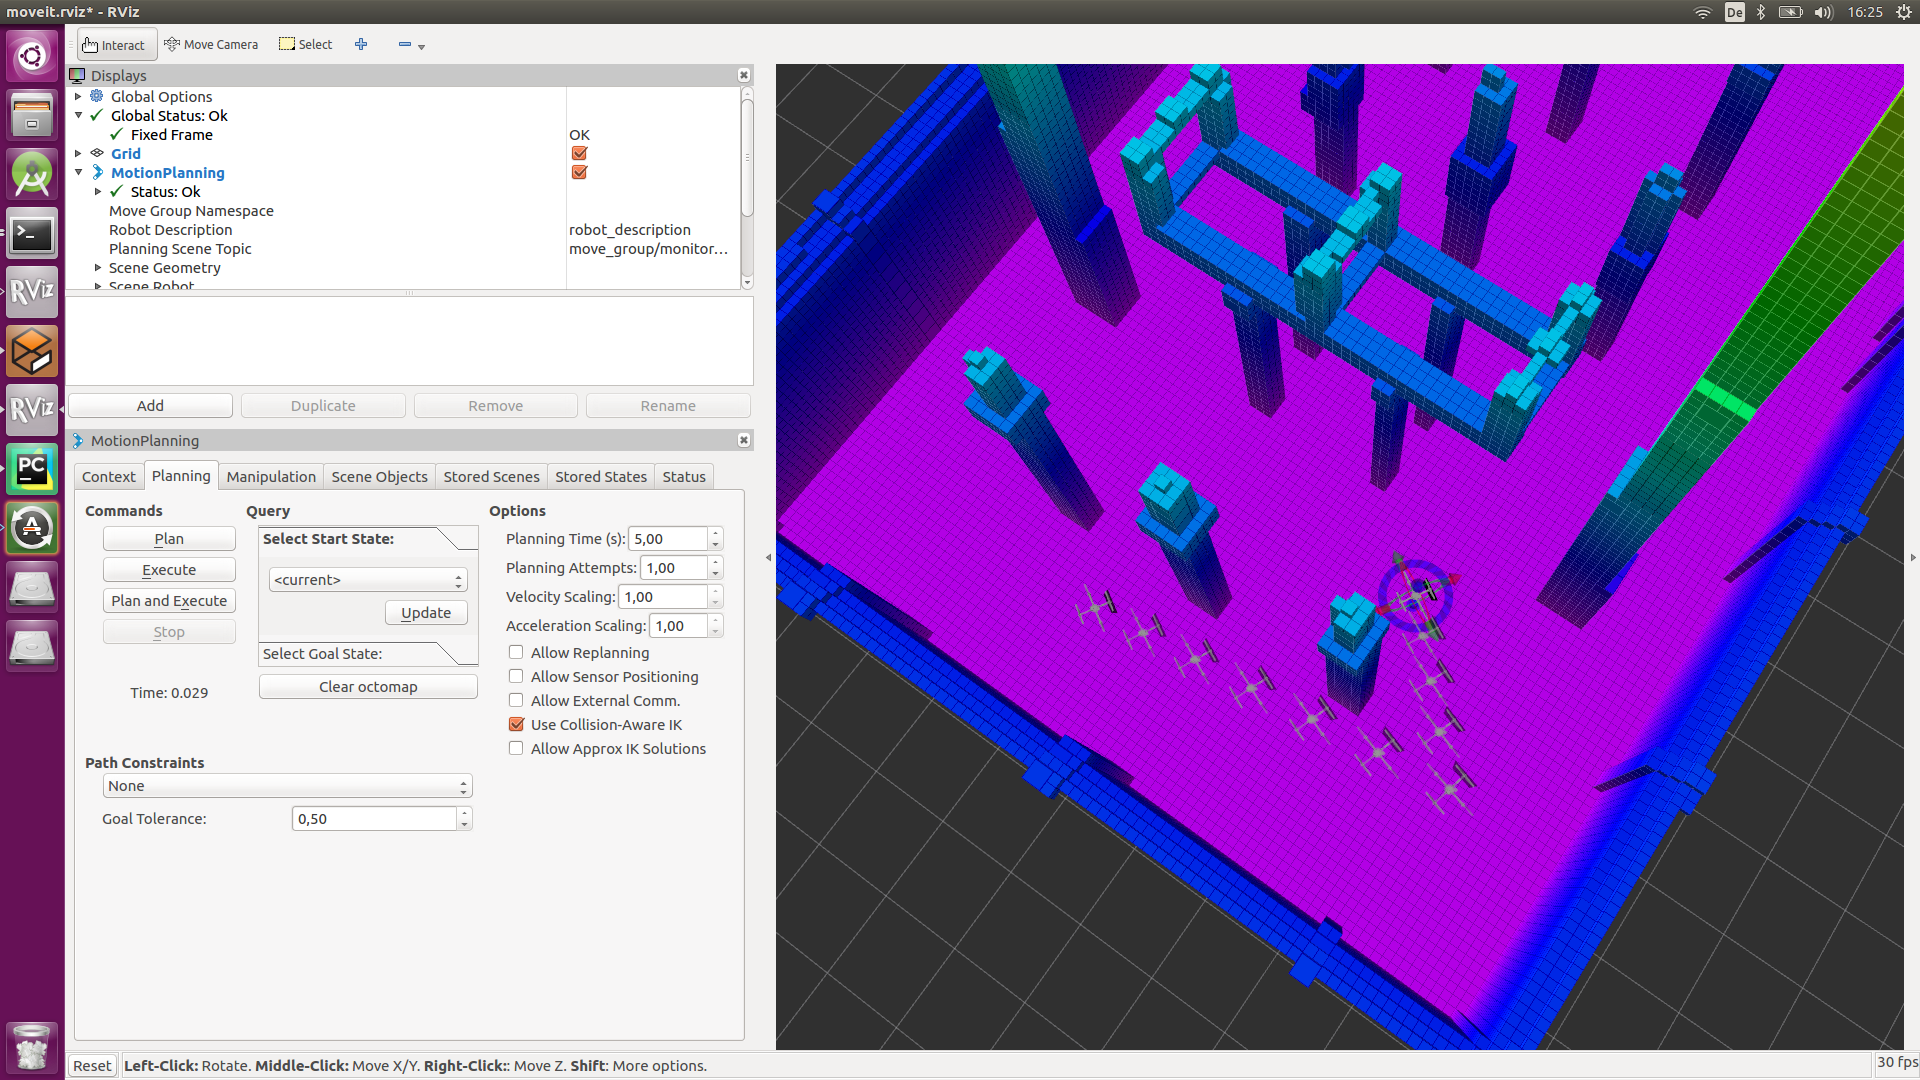 moveit.rviz* - RViz
De
16:25
Interact
Move Camera
Select
Displays
Global Options
Global Status: Ok
Fixed Frame
OK
Grid
MotionPlanning
Status: Ok
Move Group Namespace
Robot Description
robot_description
Planning Scene Topic
move_group/monitor...
Scene Geometry
Scene Robot
RViz
RViz
PC
A
Add
Duplicate
Remove
Rename
MotionPlanning
Context
Planning
Manipulation
Scene Objects
Stored Scenes
Stored States
Status
Commands
Query
Options
Plan
Execute
Plan and Execute
Stop
Time: 0.029
Select Start State:
<current>
Update
Select Goal State:
Clear octomap
Planning Time (s):
5,00
Planning Attempts:
1,00
Velocity Scaling:
1,00
Acceleration Scaling:
1,00
Allow Replanning
Allow Sensor Positioning
Allow External Comm.
Use Collision-Aware IK
Allow Approx IK Solutions
Path Constraints
None
Goal Tolerance:
0,50
Reset
Left-Click: Rotate. Middle-Click: Move X/Y. Right-Click:: Move Z. Shift: More options.
30 fps